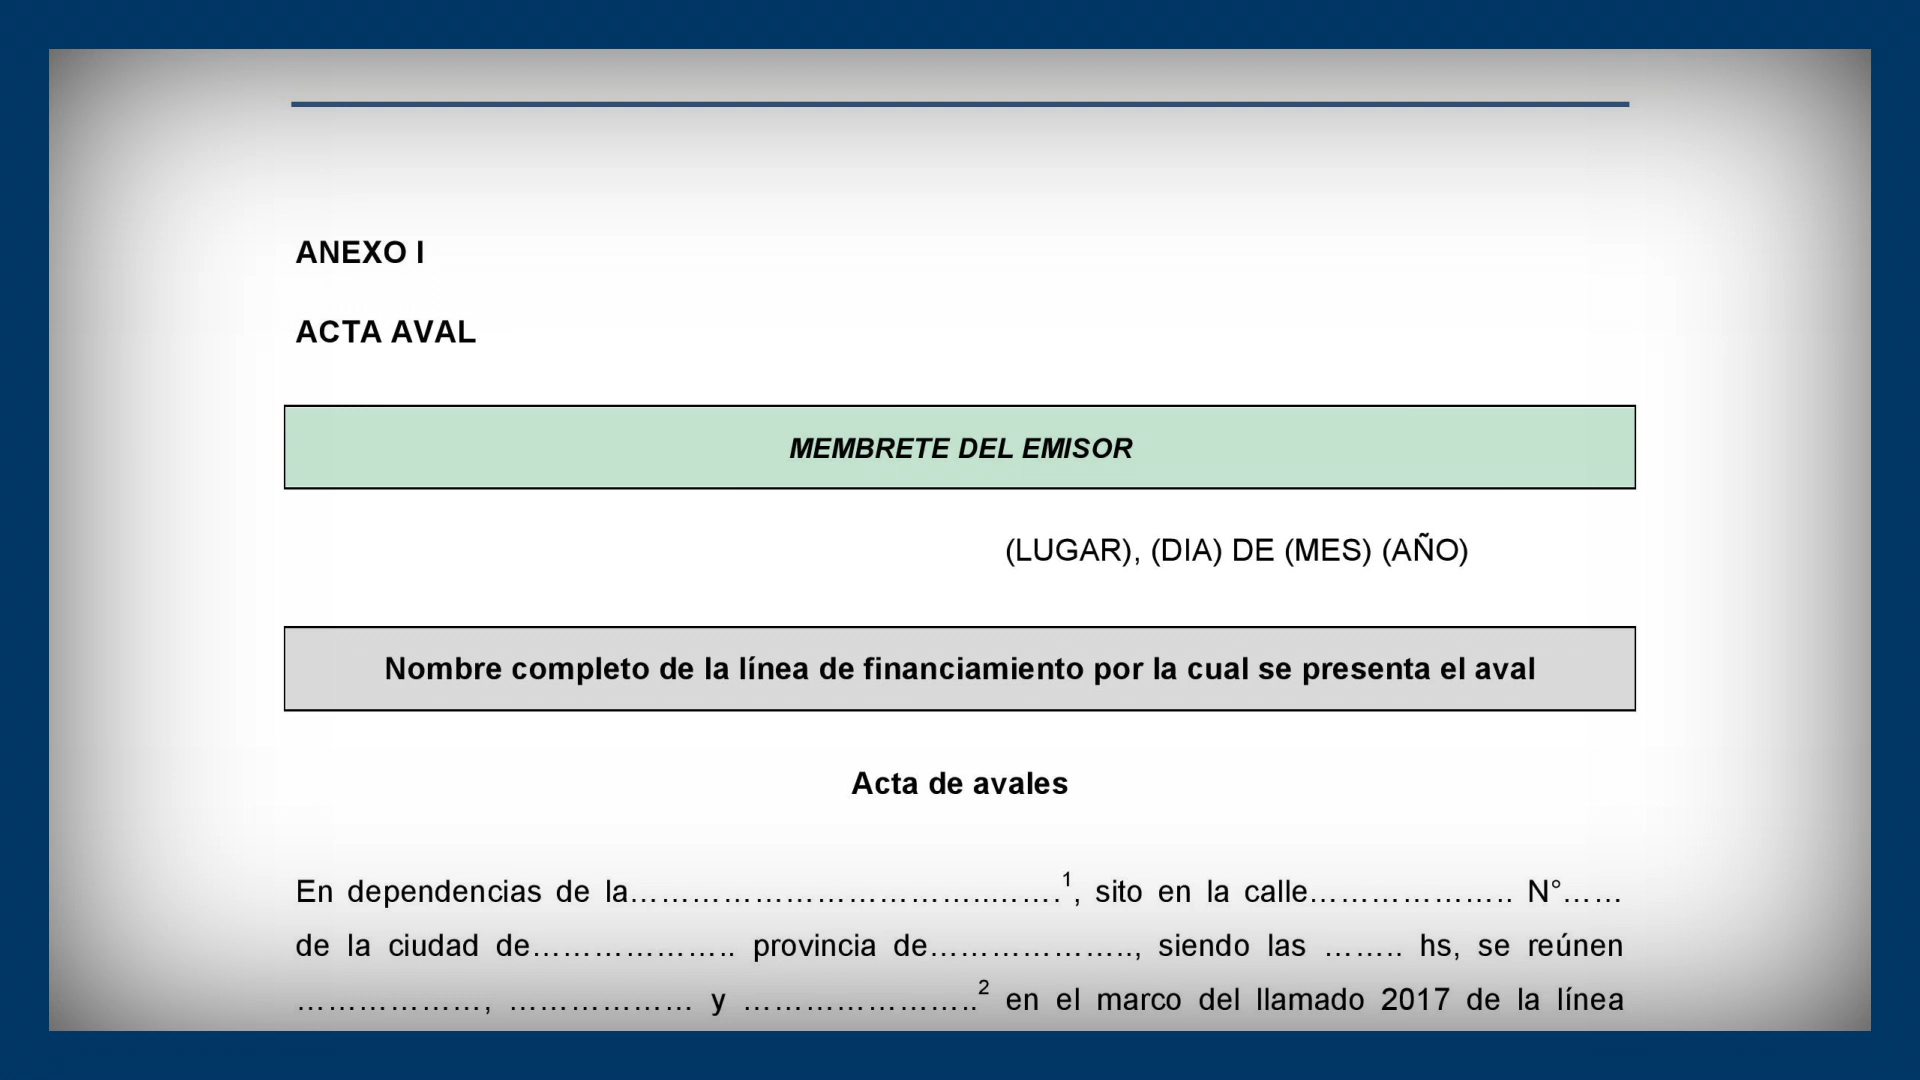 ANEXO I
ACTA AVAL
MEMBRETE DEL EMISOR
(LUGAR), (DIA) DE (MES) (AÑO)
Nombre completo de la línea de financiamiento por la cual se presenta el aval
Acta de avales
En dependencias de la……………………………..…….¹, sito en la calle……………….. N°……
de la ciudad de……………….. provincia de……………….., siendo las …….. hs, se reúnen
………………, ……………… y …………………..² en el marco del llamado 2017 de la línea